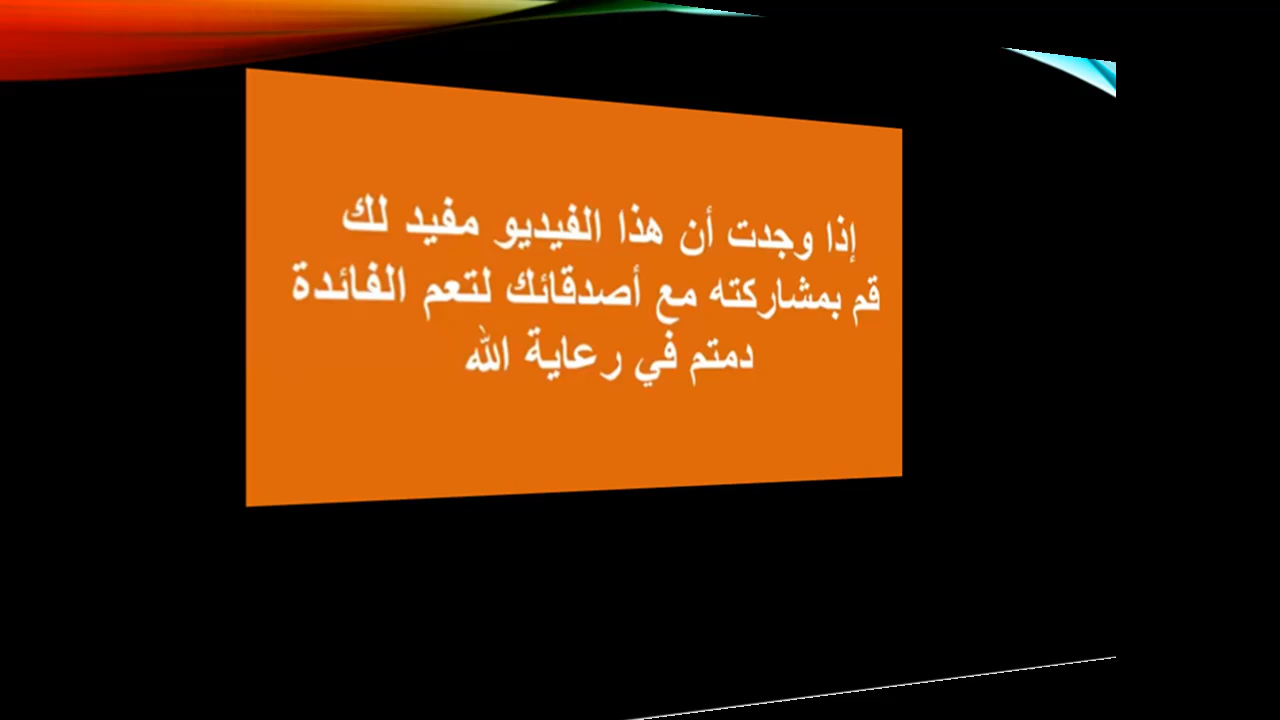 إذا وجدت أن هذا الفيديو مفيد لك
قم بمشاركته مع أصدقائك لتعم الفائدة
دمتم في رعاية الله